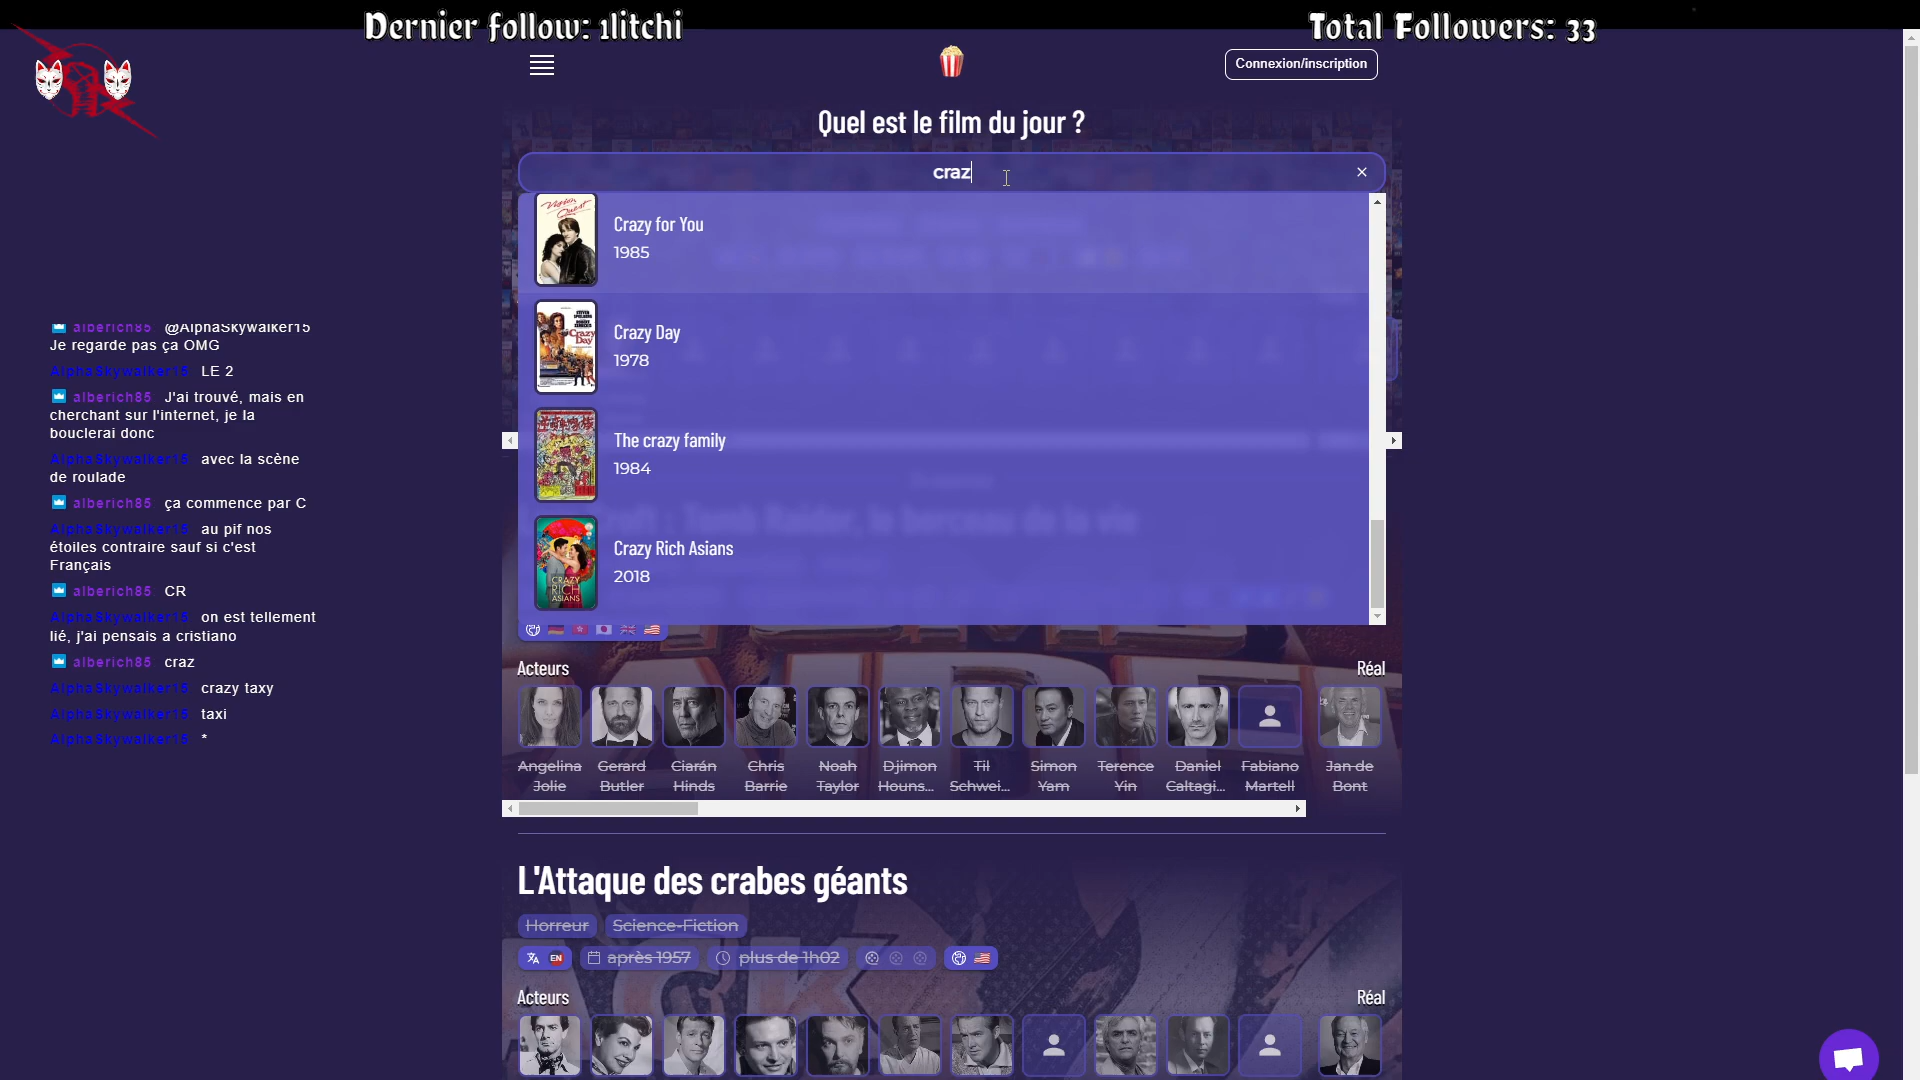 Dernier follow: 1litchi
Total Followers: 33
Connexion/inscription
Quel est le film du jour ?
craz
Crazy for You
1985
Crazy Day
1978
The crazy family
1984
Crazy Rich Asians
2018
alberich85 @AlphaSkywalker15
Je regarde pas ça OMG
AlphaSkywalker15 LE 2
alberich85 J'ai trouvé, mais en
cherchant sur l'internet, je la
bouclerai donc
AlphaSkywalker15 avec la scène
de roulade
alberich85 ça commence par C
AlphaSkywalker15 au pif nos
étoiles contraire sauf si c'est
Français
alberich85 CR
AlphaSkywalker15 on est tellement
lié, j'ai pensais a cristiano
alberich85 craz
AlphaSkywalker15 crazy taxy
AlphaSkywalker15 taxi
AlphaSkywalker15 *
Acteurs
Réal
Angelina Jolie
Gerard Butler
Ciarán Hinds
Chris Barrie
Noah Taylor
Djimon Houns...
Til Schwei...
Simon Yam
Terence Yin
Daniel Caltagi...
Fabiano Martell
Jan de Bont
L'Attaque des crabes géants
Horreur
Science-Fiction
EN
après 1957
plus de 1h02
Acteurs
Réal